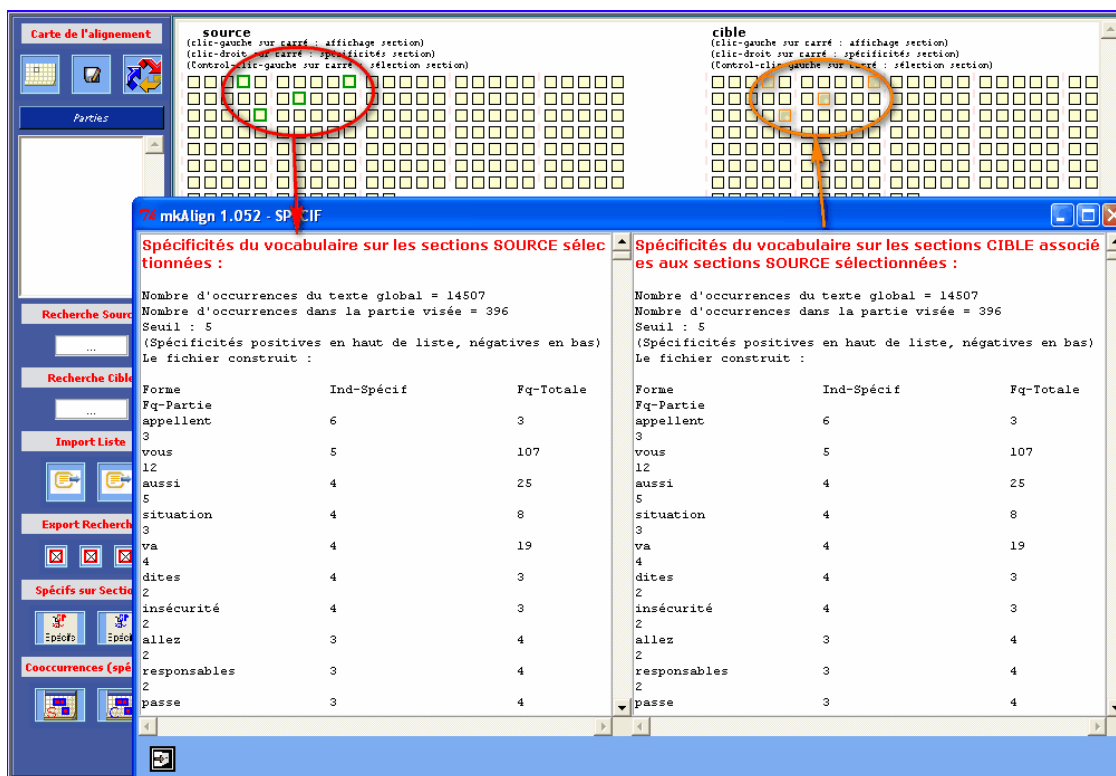 Carte de l'alignement
Parties
Recherche Sourc
...
Recherche Cible
...
Import Liste
Export Recherch
Spécifs sur Sectio
Spécifs
Spécif
Cooccurrences (spé
source
(clic-gauche sur carré : affichage section)
(clic-droit sur carré : spécificités section)
(Control-clic-gauche sur carré : sélection section)
cible
(clic-gauche sur carré : affichage section)
(clic-droit sur carré : spécificités section)
(Control-clic-gauche sur carré : sélection section)
mkAlign 1.052 - SPECIF
Spécificités du vocabulaire sur les sections SOURCE sélec
tionnées :
Nombre d'occurrences du texte global = 14507
Nombre d'occurrences dans la partie visée = 396
Seuil : 5
(Spécificités positives en haut de liste, négatives en bas)
Le fichier construit :
Forme Ind-Spécif Fq-Totale
Fq-Partie
appellent 6 3
3
vous 5 107
12
aussi 4 25
5
situation 4 8
3
va 4 19
4
dites 4 3
2
insécurité 4 3
2
allez 3 4
2
responsables 3 4
2
passe 3 4
Spécificités du vocabulaire sur les sections CIBLE associé
es aux sections SOURCE sélectionnées :
Nombre d'occurrences du texte global = 14507
Nombre d'occurrences dans la partie visée = 396
Seuil : 5
(Spécificités positives en haut de liste, négatives en bas)
Le fichier construit :
Forme Ind-Spécif Fq-Totale
Fq-Partie
appellent 6 3
3
vous 5 107
12
aussi 4 25
5
situation 4 8
3
va 4 19
4
dites 4 3
2
insécurité 4 3
2
allez 3 4
2
responsables 3 4
2
passe 3 4